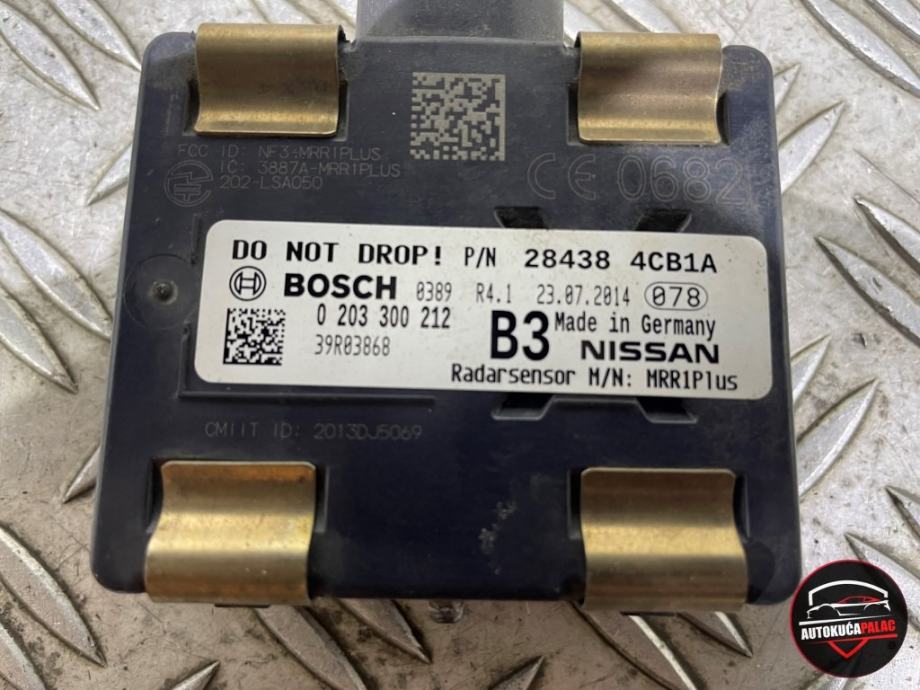 FCC ID: NF3-MRR1PLUS
IC: 3887A-MRR1PLUS
202-LSA050
CE 0682
DO NOT DROP! P/N 28438 4CB1A
BOSCH 0389 R4.1 23.07.2014 078
0 203 300 212 B3 Made in Germany
39R03868 NISSAN
Radarsensor M/N: MRR1Plus
CMIIT ID: 2013DJ5069
AUTOKUĆAPALAC